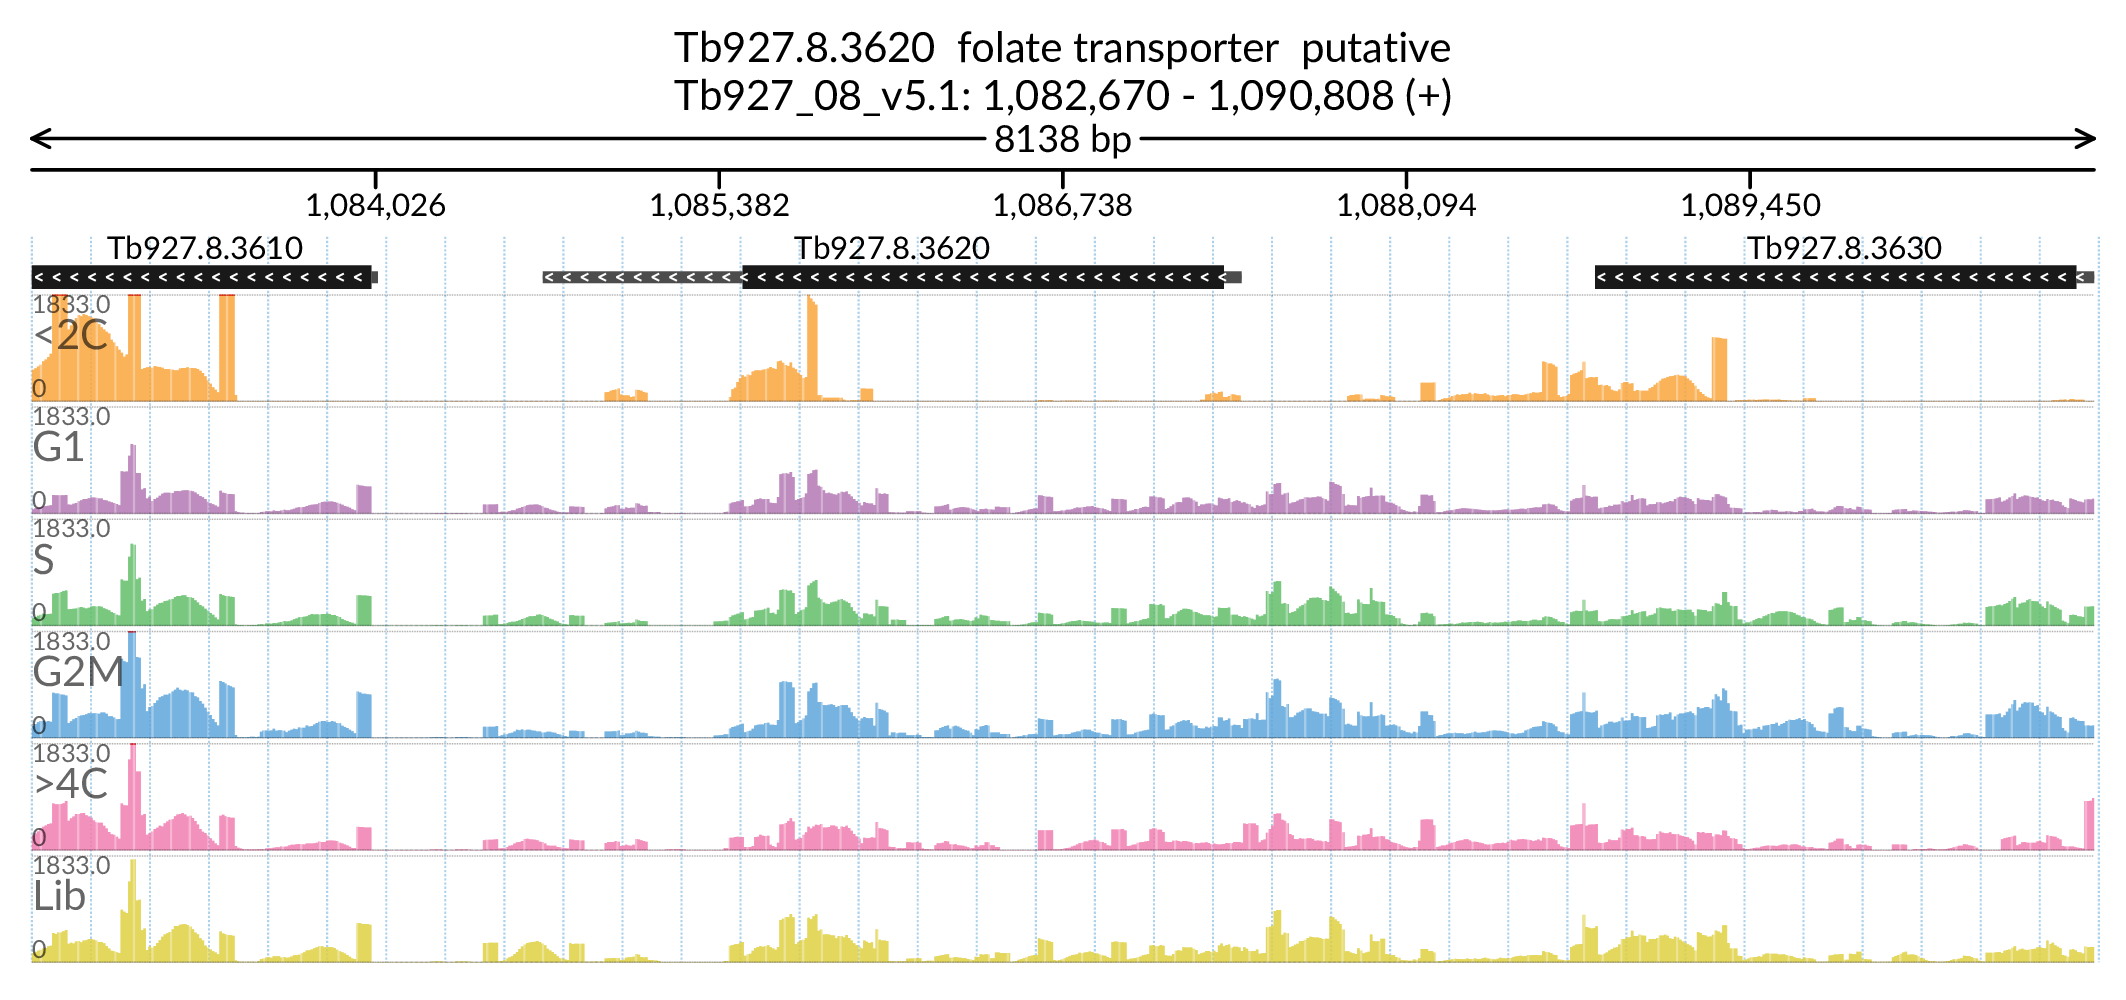 Tb927.8.3620 folate transporter putative
Tb927_08_v5.1: 1,082,670 - 1,090,808 (+)
8138 bp
1,084,026 1,085,382 1,086,738 1,088,094 1,089,450
Tb927.8.3610 Tb927.8.3620 Tb927.8.3630
1833.0
<2C
0
1833.0
G1
0
1833.0
S
0
1833.0
G2M
0
1833.0
>4C
0
1833.0
Lib
0